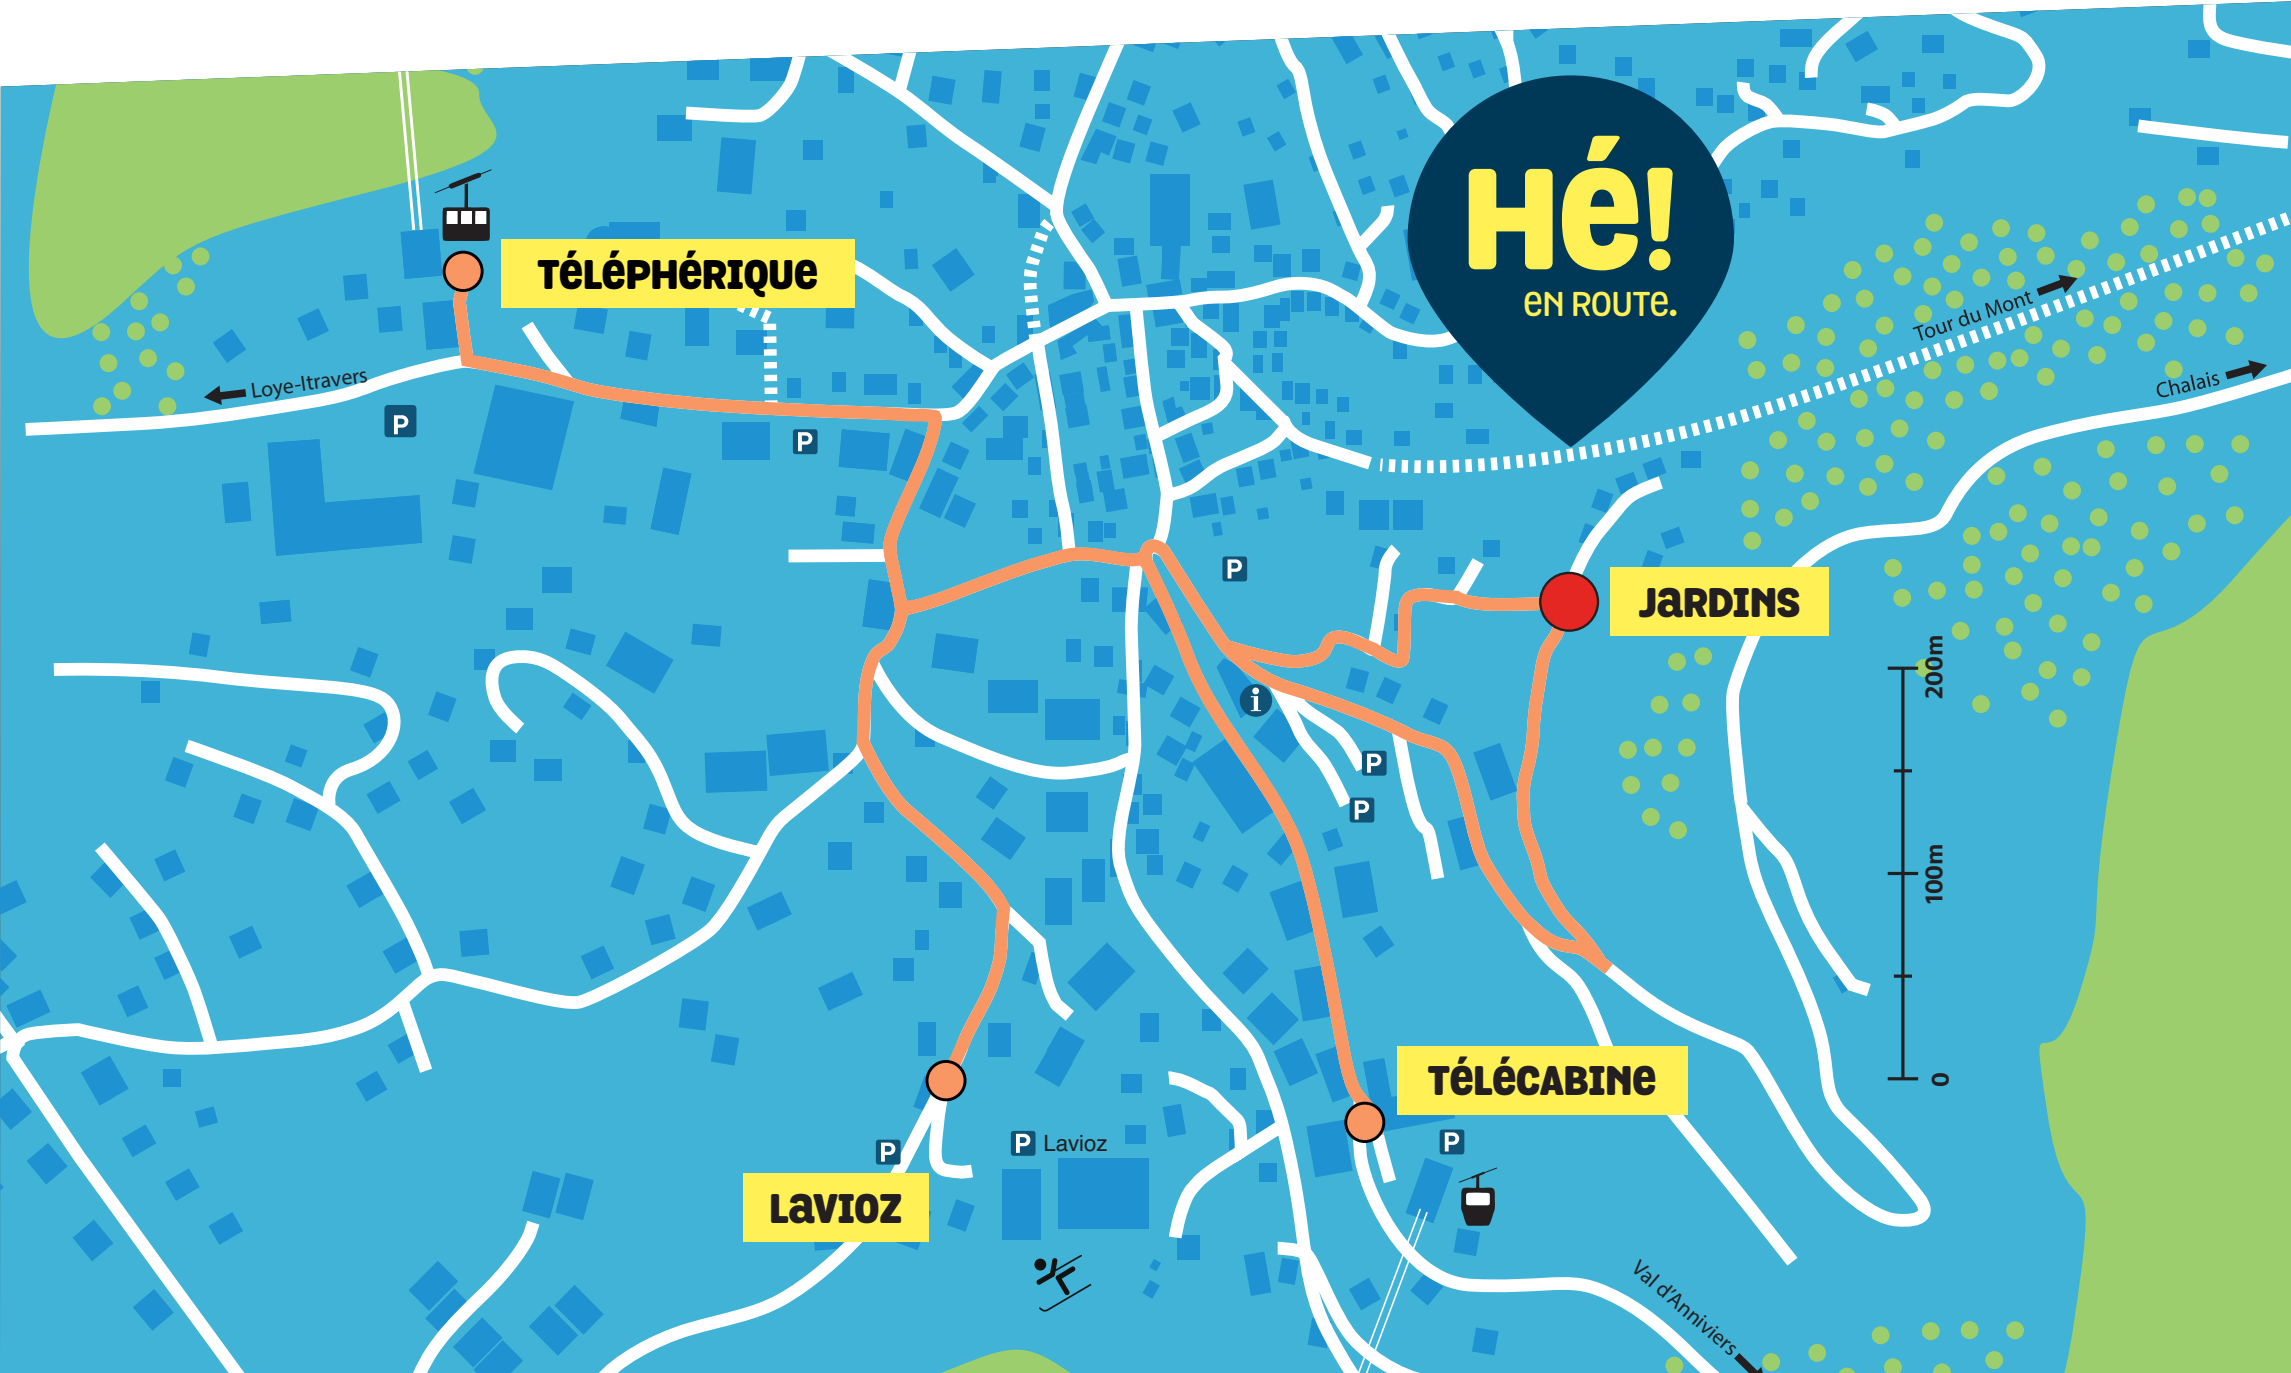 Hé!
en ROUTE.
TéléPHéRIQUe
Tour du Mont
Loye-Itravers
Chalais
P
P
P
JaRDINS
200m
i
P
P
100m
TéléCABINe
0
P
P
P Lavioz
LaVIOZ
Val d'Anniviers